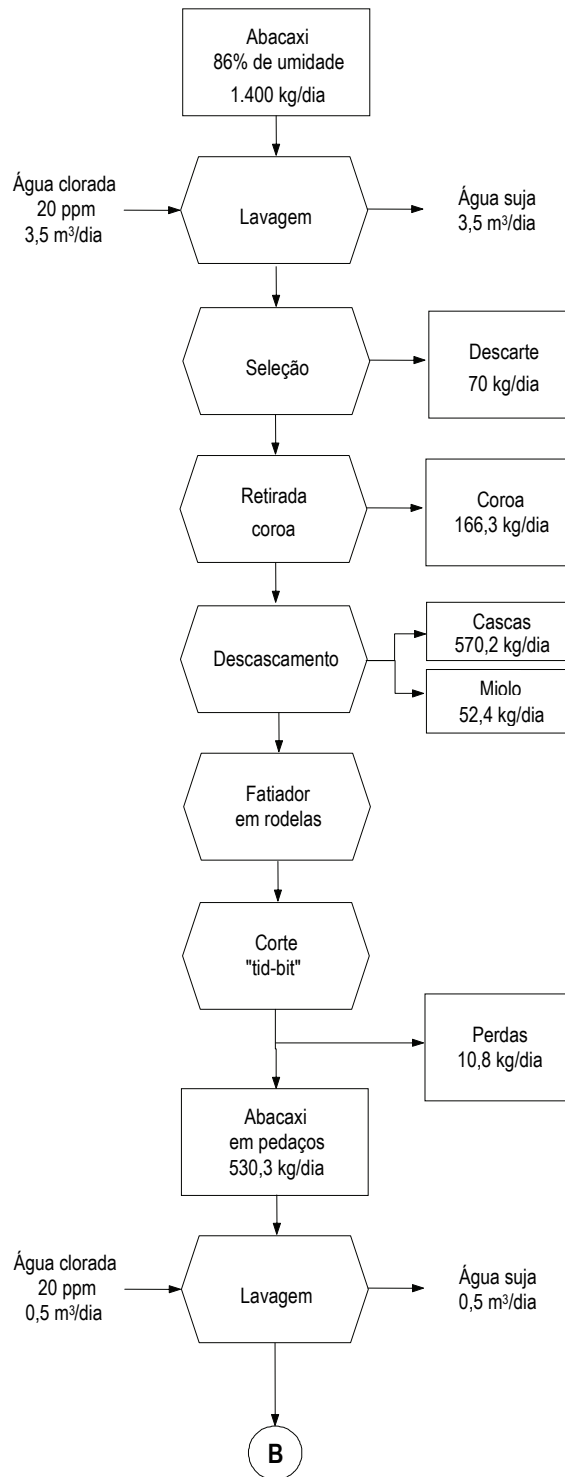 Abacaxi
86% de umidade
1.400 kg/dia
Água clorada
20 ppm
3,5 m³/dia
Lavagem
Água suja
3,5 m³/dia
Seleção
Descarte
70 kg/dia
Retirada
coroa
Coroa
166,3 kg/dia
Descascamento
Cascas
570,2 kg/dia
Miolo
52,4 kg/dia
Fatiador
em rodelas
Corte
"tid-bit"
Perdas
10,8 kg/dia
Abacaxi
em pedaços
530,3 kg/dia
Água clorada
20 ppm
0,5 m³/dia
Lavagem
Água suja
0,5 m³/dia
B